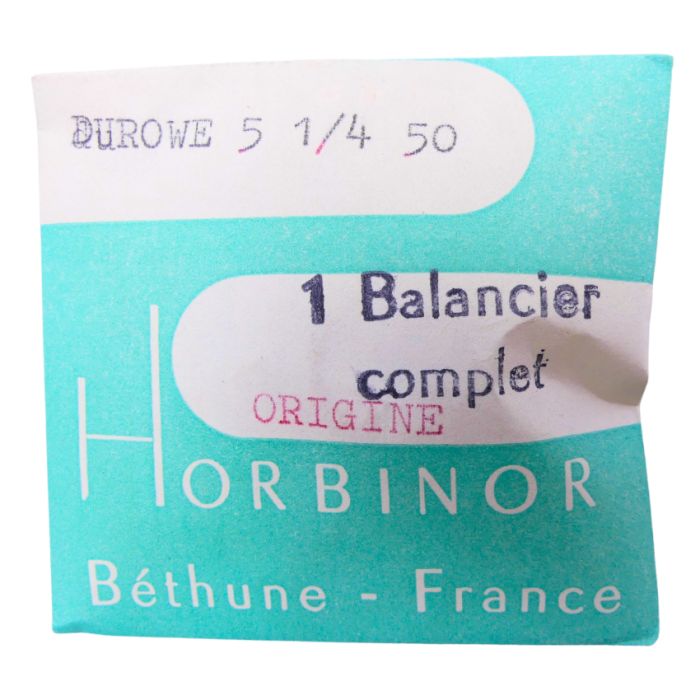 DUROWE 5 1/4 50
1 Balancier
complet
ORIGINE
HORBINOR
Béthune - France